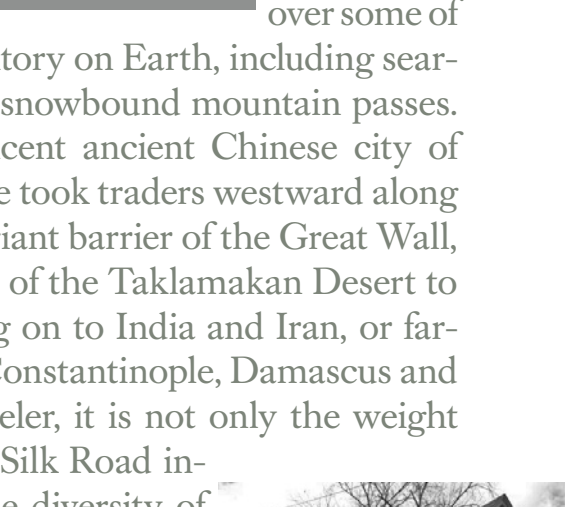 over some of
tory on Earth, including sear-
snowbound mountain passes.
cent ancient Chinese city of
e took traders westward along
iant barrier of the Great Wall,
of the Taklamakan Desert to
g on to India and Iran, or far-
Constantinople, Damascus and
eler, it is not only the weight
Silk Road in-
e diversity of